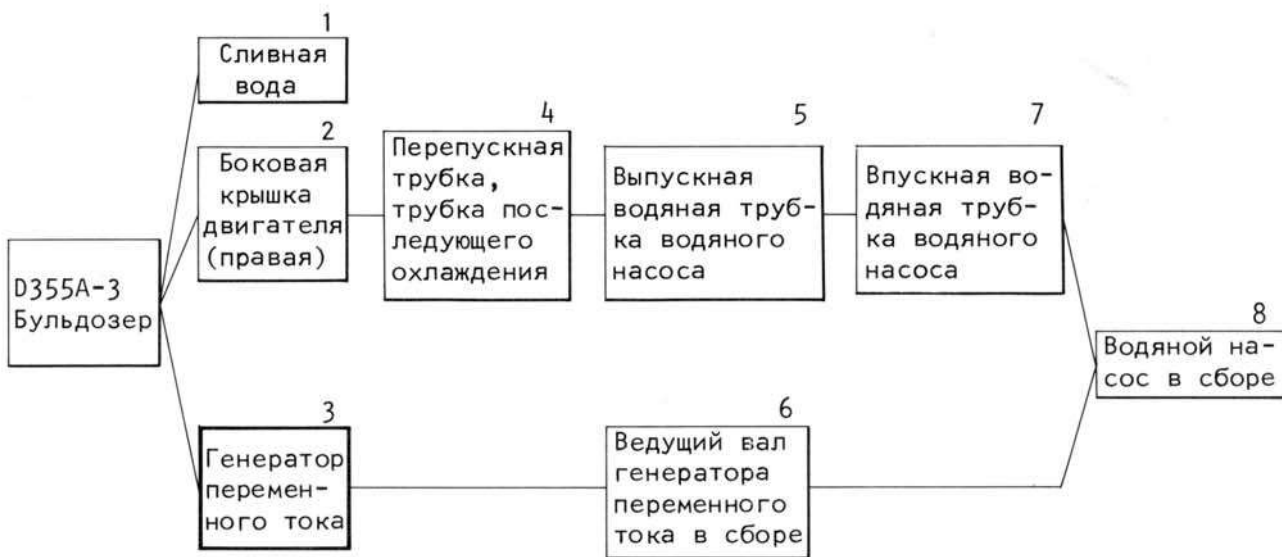 1
Сливная
вода
2
Боковая
крышка
двигателя
(правая)
4
Перепускная
трубка,
трубка пос-
ледующего
охлаждения
5
Выпускная
водяная труб-
ка водяного
насоса
7
Впускная во-
дяная труб-
ка водяного
насоса
D355A-3
Бульдозер
8
Водяной на-
сос в сборе
3
Генератор
перемен-
ного тока
6
Ведущий вал
генератора
переменного
тока в сборе